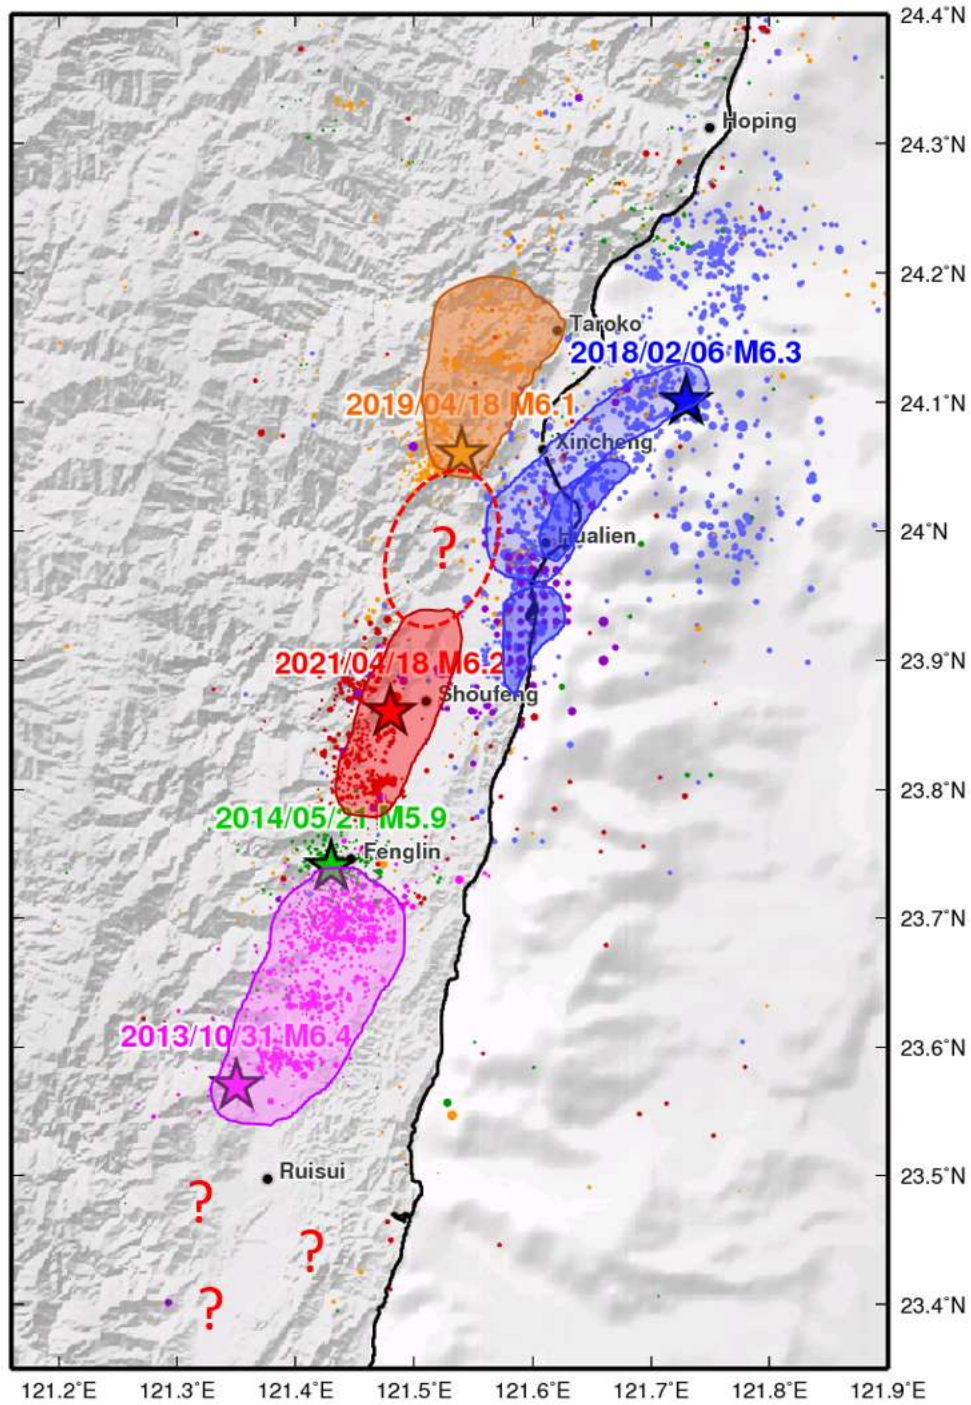 24.4°N
Hoping
24.3°N
24.2°N
Taroko
2018/02/06 M6.3
2019/04/18 M6.1
24.1°N
Xincheng
?
Hualien
24°N
2021/04/18 M6.2
23.9°N
Shoufeng
2014/05/21 M5.9
23.8°N
Fenglin
23.7°N
2013/10/31 M6.4
23.6°N
Ruisui
23.5°N
?
?
?
23.4°N
121.2°E 121.3°E 121.4°E 121.5°E 121.6°E 121.7°E 121.8°E 121.9°E